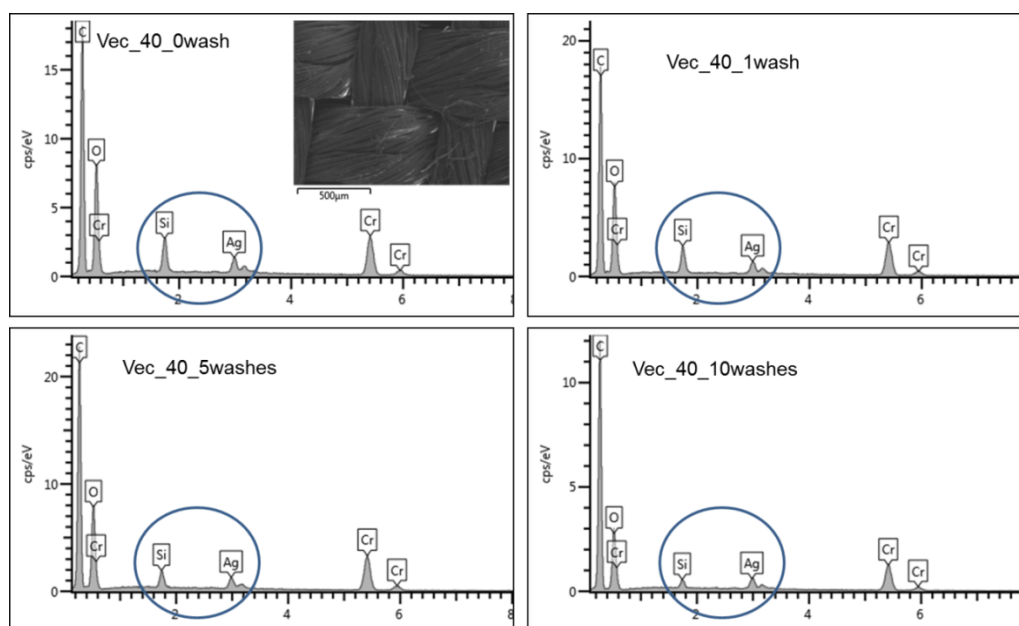 Vec_40_0wash
C
15
O
10
cps/eV
Cr
5
Si
Ag
Cr
Cr
0
2
4
6
8
500µm
Vec_40_1wash
20
C
O
10
cps/eV
Cr
Si
Ag
Cr
Cr
0
2
4
6
Vec_40_5washes
C
20
O
10
cps/eV
Cr
Si
Ag
Cr
Cr
0
2
4
6
8
Vec_40_10washes
C
10
cps/eV
5
O
Cr
Si
Ag
Cr
Cr
0
2
4
6